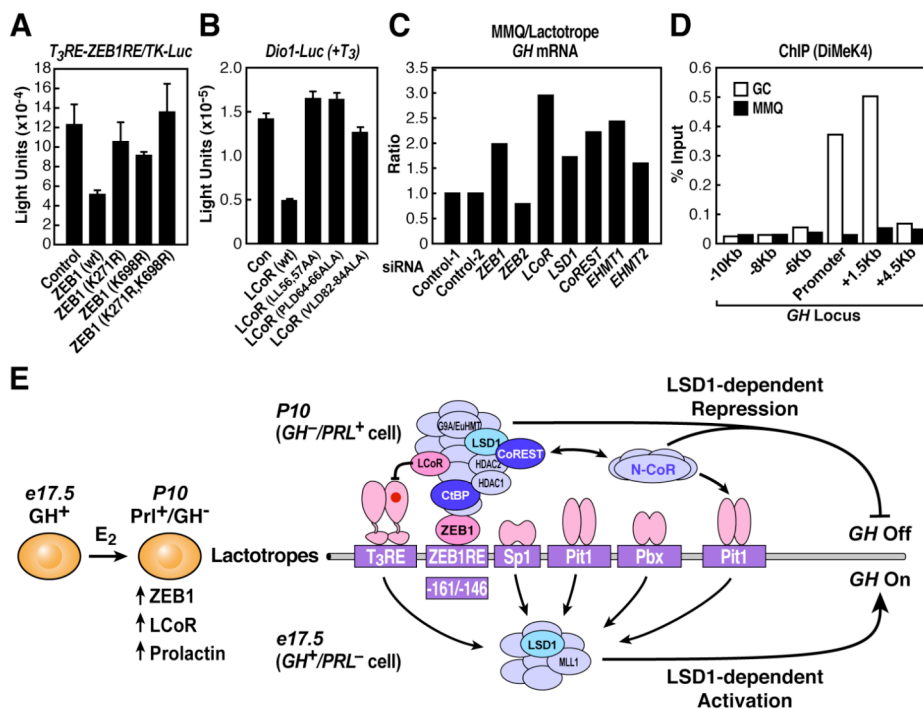 A
T3RE-ZEB1RE/TK-Luc
Light Units (x10-4)
18
16
14
12
10
8
6
4
2
0
Control
ZEB1 (wt)
ZEB1 (K271R)
ZEB1 (K698R)
ZEB1 (K271R,K698R)
B
Dio1-Luc (+T3)
Light Units (x10-5)
2.0
1.5
1.0
0.5
0
Con
LCoR (wt)
LCoR (LL56,57AA)
LCoR (PLD64-66ALA)
LCoR (VLD82-84ALA)
C
MMQ/Lactotrope
GH mRNA
Ratio
3.5
3.0
2.5
2.0
1.5
1.0
0.5
0
siRNA
Control-1
Control-2
ZEB1
ZEB2
LCoR
LSD1
CoREST
EHMT1
EHMT2
D
ChIP (DiMeK4)
GC
MMQ
% Input
0.6
0.5
0.4
0.3
0.2
0.1
0
-10Kb
-8Kb
-6Kb
Promoter
+1.5Kb
+4.5Kb
GH Locus
E
LSD1-dependent
Repression
P10
(GH–/PRL+ cell)
G9A/EuHMT
LSD1
CoREST
LCoR
HDAC2
HDAC1
N-CoR
CtBP
ZEB1
e17.5
GH+
E2
P10
Prl+/GH-
Lactotropes
T3RE
ZEB1RE
Sp1
Pit1
Pbx
Pit1
GH Off
GH On
-161/-146
ZEB1
LCoR
Prolactin
e17.5
(GH+/PRL– cell)
LSD1
MLL1
LSD1-dependent
Activation